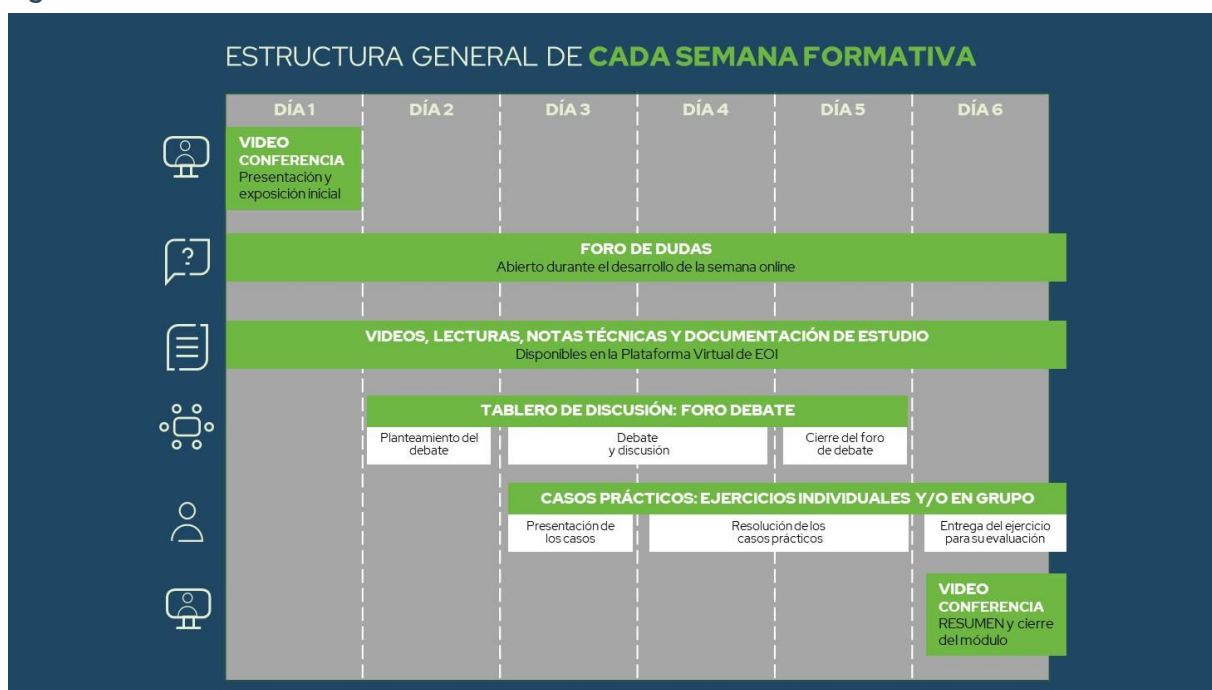 ESTRUCTURA GENERAL DE CADA SEMANA FORMATIVA
DÍA 1 DÍA 2 DÍA 3 DÍA 4 DÍA 5 DÍA 6
VIDEO
CONFERENCIA
Presentación y
exposición inicial
FORO DE DUDAS
Abierto durante el desarrollo de la semana online
VIDEOS, LECTURAS, NOTAS TÉCNICAS Y DOCUMENTACIÓN DE ESTUDIO
Disponibles en la Plataforma Virtual de EOI
TABLERO DE DISCUSIÓN: FORO DEBATE
Planteamiento del
debate
Debate
y discusión
Cierre del foro
de debate
CASOS PRÁCTICOS: EJERCICIOS INDIVIDUALES Y/O EN GRUPO
Presentación de
los casos
Resolución de los
casos prácticos
Entrega del ejercicio
para su evaluación
VIDEO
CONFERENCIA
RESUMEN y cierre
del módulo